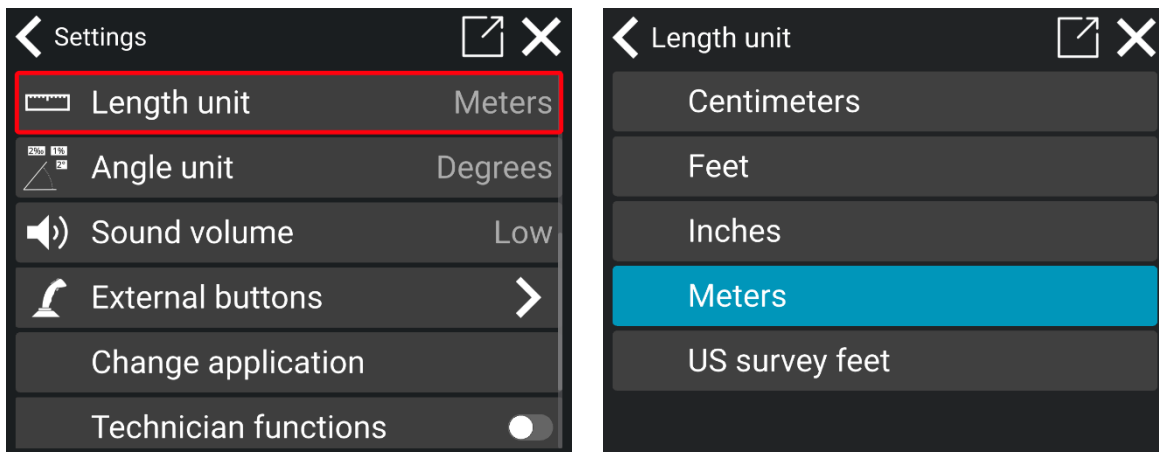 Settings
Length unit Meters
2‰ 1%
2°
Angle unit Degrees
Sound volume Low
External buttons
Change application
Technician functions
Length unit
Centimeters
Feet
Inches
Meters
US survey feet